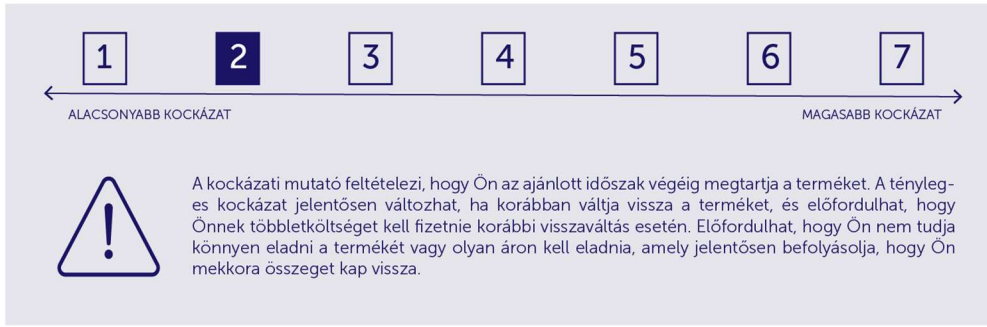 1 2 3 4 5 6 7
ALACSONYABB KOCKÁZAT MAGASABB KOCKÁZAT
A kockázati mutató feltételezi, hogy Ön az ajánlott időszak végéig megtartja a terméket. A tényleg-
es kockázat jelentősen változhat, ha korábban váltja vissza a terméket, és előfordulhat, hogy
Önnek többletköltséget kell fizetnie korábbi visszaváltás esetén. Előfordulhat, hogy Ön nem tudja
könnyen eladni a termékét vagy olyan áron kell eladnia, amely jelentősen befolyásolja, hogy Ön
mekkora összeget kap vissza.